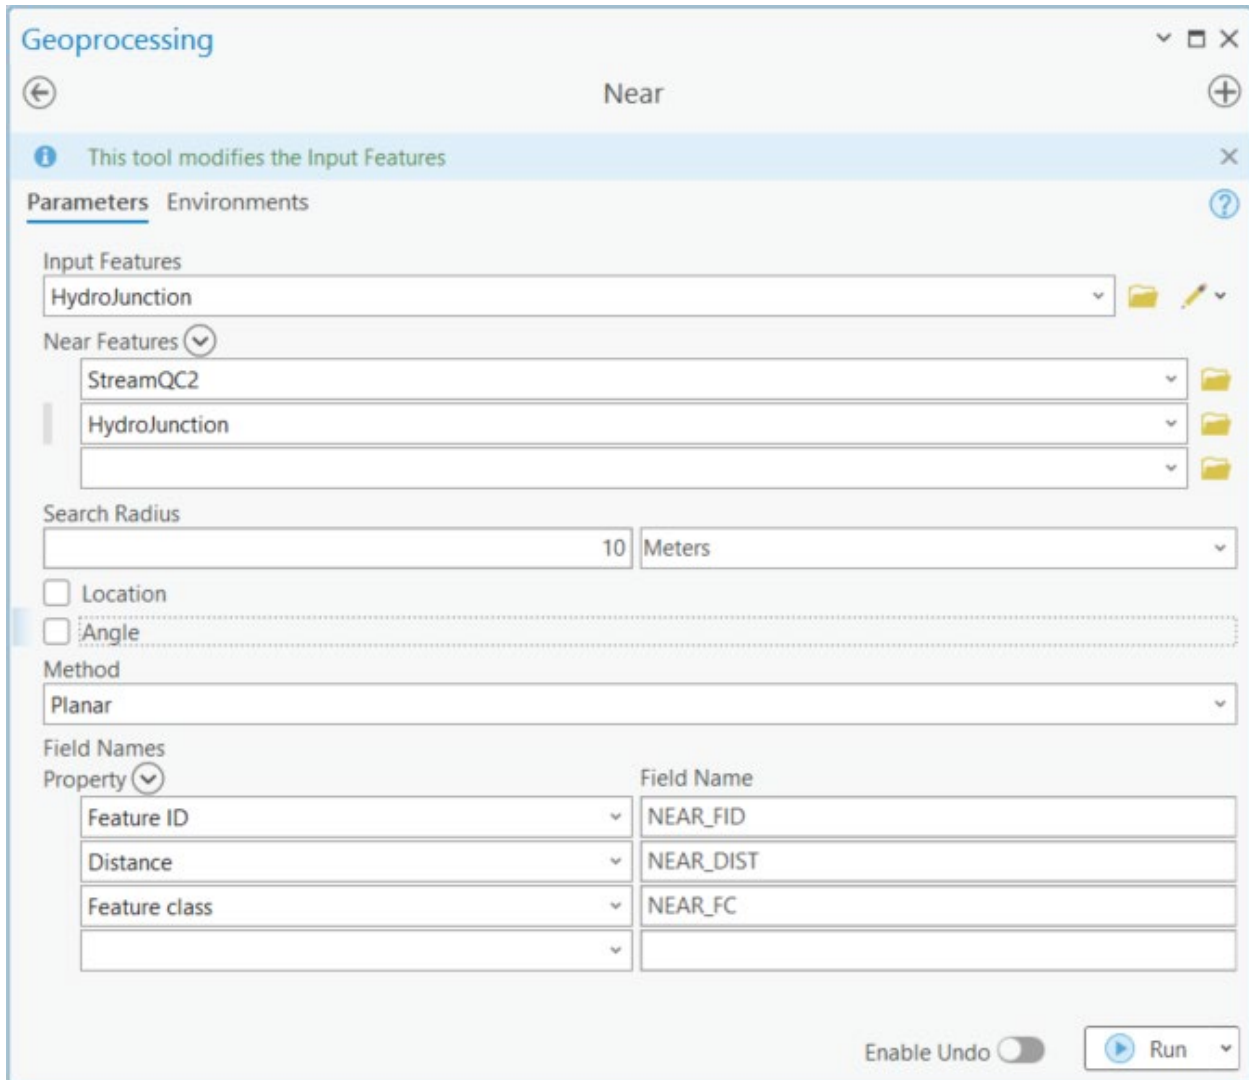 Geoprocessing
Near
This tool modifies the Input Features
Parameters Environments
Input Features
HydroJunction
Near Features
StreamQC2
HydroJunction
Search Radius
10 Meters
Location
Angle
Method
Planar
Field Names
Property Field Name
Feature ID NEAR_FID
Distance NEAR_DIST
Feature class NEAR_FC
Enable Undo Run